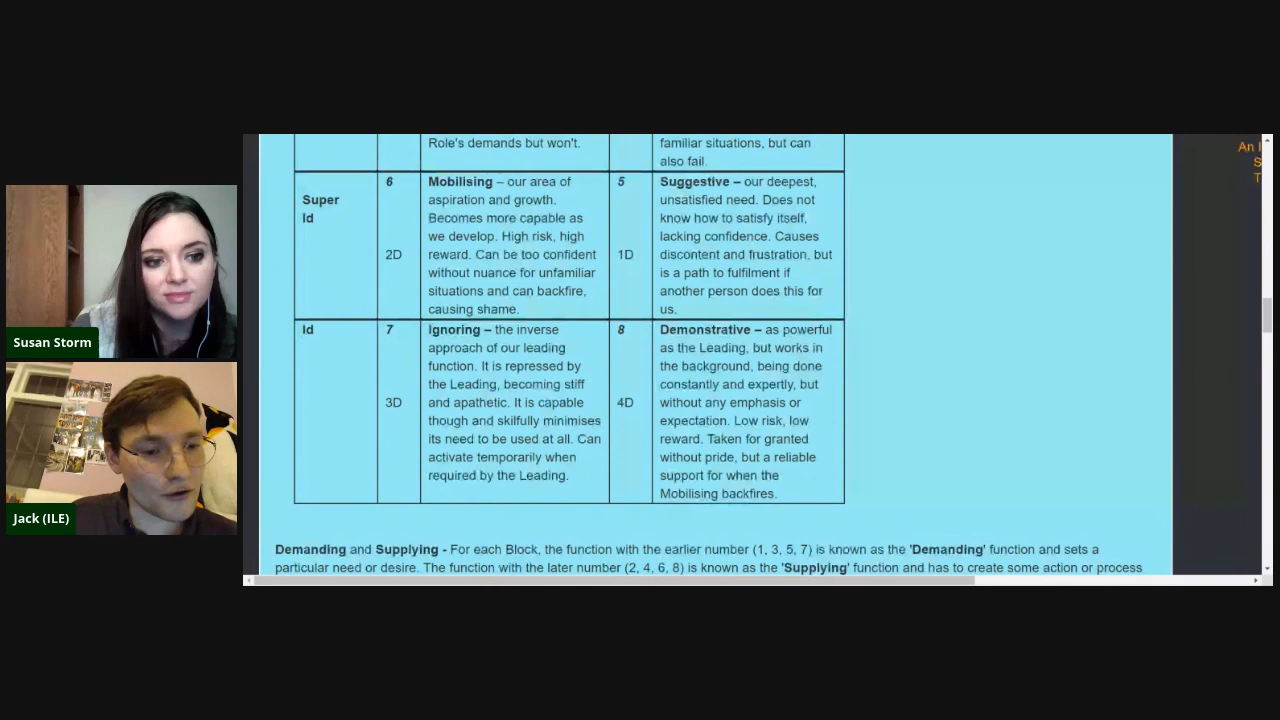 Role's demands but won't.
familiar situations, but can
also fail.
Super
Id
6
2D
Mobilising – our area of
aspiration and growth.
Becomes more capable as
we develop. High risk, high
reward. Can be too confident
without nuance for unfamiliar
situations and can backfire,
causing shame.
5
1D
Suggestive – our deepest,
unsatisfied need. Does not
know how to satisfy itself,
lacking confidence. Causes
discontent and frustration, but
is a path to fulfilment if
another person does this for
us.
Id
7
3D
Ignoring – the inverse
approach of our leading
function. It is repressed by
the Leading, becoming stiff
and apathetic. It is capable
though and skilfully minimises
its need to be used at all. Can
activate temporarily when
required by the Leading.
8
4D
Demonstrative – as powerful
as the Leading, but works in
the background, being done
constantly and expertly, but
without any emphasis or
expectation. Low risk, low
reward. Taken for granted
without pride, but a reliable
support for when the
Mobilising backfires.
Demanding and Supplying - For each Block, the function with the earlier number (1, 3, 5, 7) is known as the 'Demanding' function and sets a
particular need or desire. The function with the later number (2, 4, 6, 8) is known as the 'Supplying' function and has to create some action or process
An
Susan Storm
Jack (ILE)